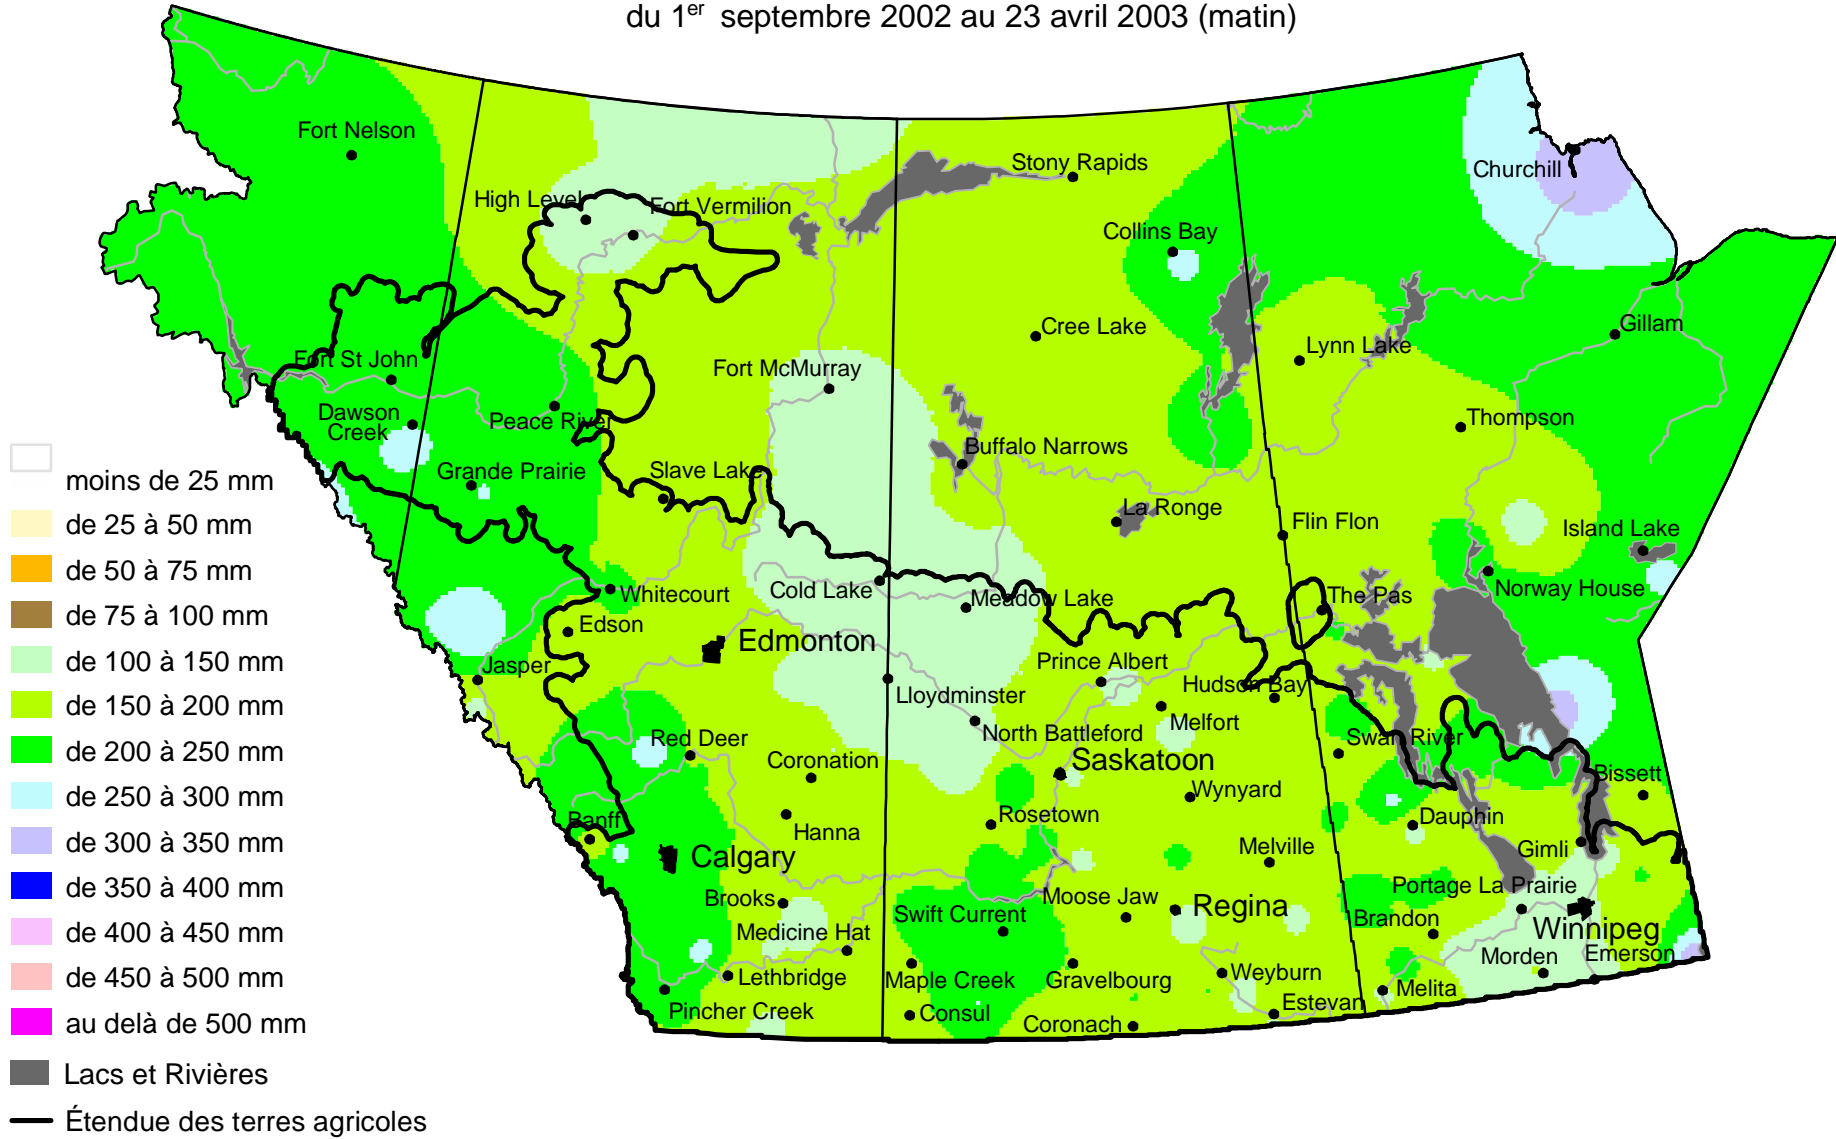 du 1er septembre 2002 au 23 avril 2003 (matin)
Fort Nelson
Churchill
Stony Rapids
High Level
Fort Vermilion
Collins Bay
Cree Lake
Gillam
Lynn Lake
Fort St John
Fort McMurray
Dawson
Creek
Peace River
Thompson
Buffalo Narrows
Grande Prairie
Slave Lake
La Ronge
Flin Flon
Island Lake
Cold Lake
Whitecourt
Meadow Lake
The Pas
Norway House
Edson
Edmonton
Jasper
Prince Albert
Hudson Bay
Lloydminster
Melfort
North Battleford
Red Deer
Swan River
Coronation
Saskatoon
Bissett
Wynyard
Banff
Hanna
Rosetown
Dauphin
Calgary
Melville
Gimli
Brooks
Moose Jaw
Portage La Prairie
Regina
Swift Current
Brandon
Medicine Hat
Winnipeg
Morden
Emerson
Lethbridge
Maple Creek
Gravelbourg
Weyburn
Melita
Pincher Creek
Consul
Estevan
Coronach
moins de 25 mm
de 25 à 50 mm
de 50 à 75 mm
de 75 à 100 mm
de 100 à 150 mm
de 150 à 200 mm
de 200 à 250 mm
de 250 à 300 mm
de 300 à 350 mm
de 350 à 400 mm
de 400 à 450 mm
de 450 à 500 mm
au delà de 500 mm
Lacs et Rivières
Étendue des terres agricoles